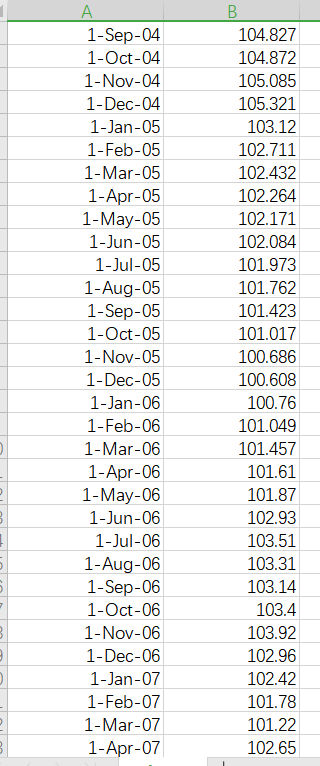 A B
1-Sep-04 104.827
1-Oct-04 104.872
1-Nov-04 105.085
1-Dec-04 105.321
1-Jan-05 103.12
1-Feb-05 102.711
1-Mar-05 102.432
1-Apr-05 102.264
1-May-05 102.171
1-Jun-05 102.084
1-Jul-05 101.973
1-Aug-05 101.762
1-Sep-05 101.423
1-Oct-05 101.017
1-Nov-05 100.686
1-Dec-05 100.608
1-Jan-06 100.76
1-Feb-06 101.049
1-Mar-06 101.457
1-Apr-06 101.61
1-May-06 101.87
1-Jun-06 102.93
1-Jul-06 103.51
1-Aug-06 103.31
1-Sep-06 103.14
1-Oct-06 103.4
1-Nov-06 103.92
1-Dec-06 102.96
1-Jan-07 102.42
1-Feb-07 101.78
1-Mar-07 101.22
1-Apr-07 102.65